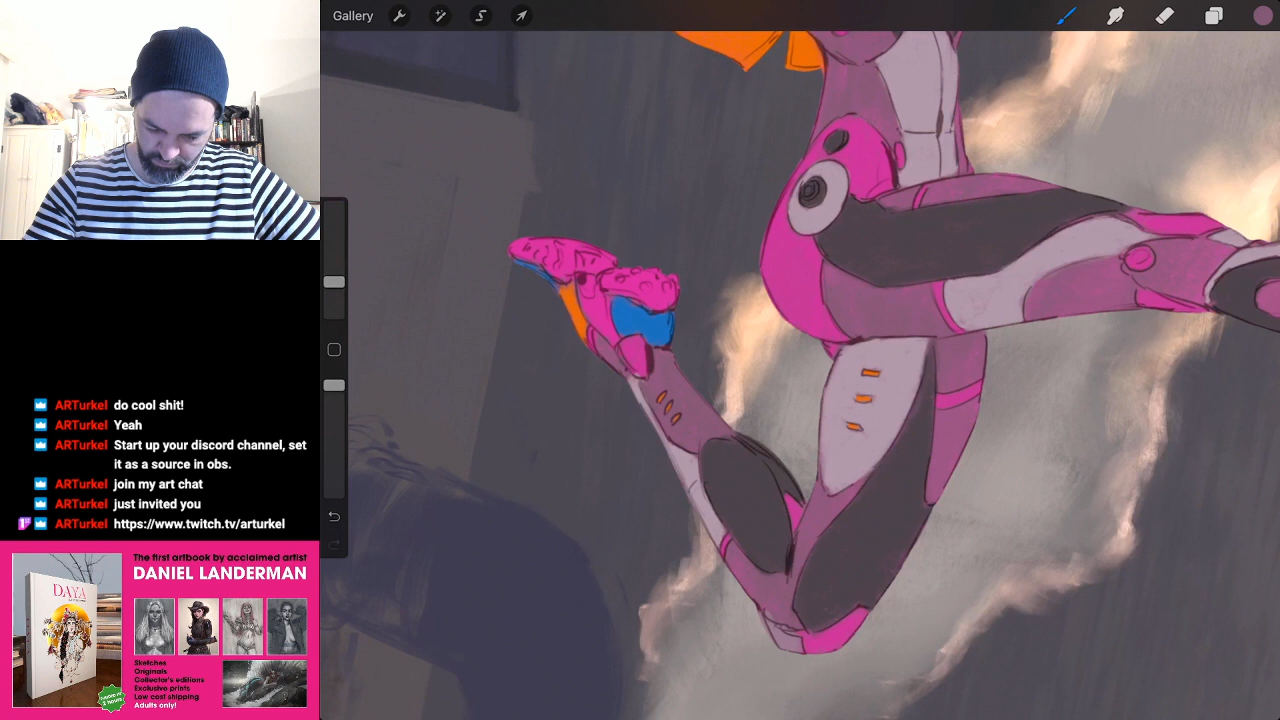 Gallery
ARTurkel do cool shit!
ARTurkel Yeah
ARTurkel Start up your discord channel, set
it as a source in obs.
ARTurkel join my art chat
ARTurkel just invited you
ARTurkel https://www.twitch.tv/arturkel
The first artbook by acclaimed artist
DANIEL LANDERMAN
DAYA
Sketches
Originals
Collector's editions
Exclusive prints
Low cost shipping
Adults only!